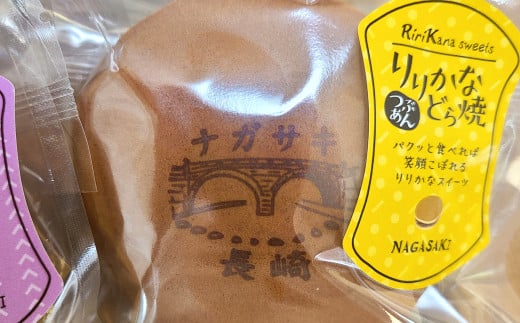 ナガサキ
長崎
RiriKana sweets
りりかな
どら焼
つぶ
あん
パクッと食べれば
笑顔こぼれる
りりかなスイーツ
NAGASAKI
I